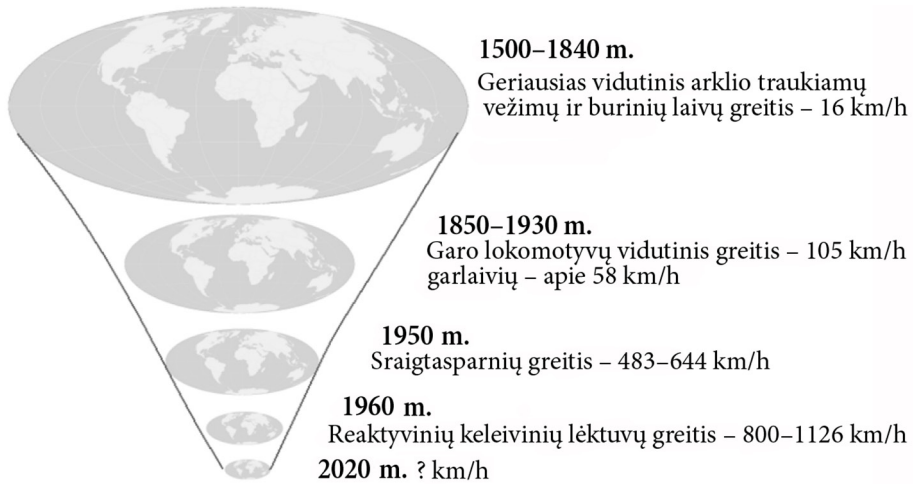 1500–1840 m.
Geriausias vidutinis arklio traukiamų
vežimų ir burinių laivų greitis – 16 km/h
1850–1930 m.
Garo lokomotyvų vidutinis greitis – 105 km/h
garlaivių – apie 58 km/h
1950 m.
Sraigtasparnių greitis – 483–644 km/h
1960 m.
Reaktyvinių keleivinių lėktuvų greitis – 800–1126 km/h
2020 m. ? km/h